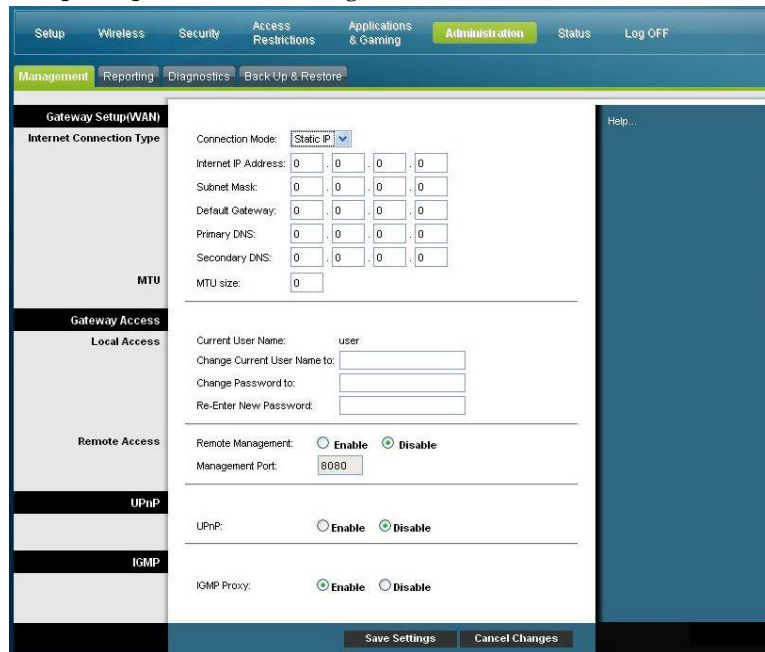 Setup Wireless Security Access Restrictions Applications & Gaming Administration Status Log OFF
Management Reporting Diagnostics Back Up & Restore
Gateway Setup(WAN)
Help...
Internet Connection Type
Connection Mode: Static IP
Internet IP Address: 0 . 0 . 0 . 0
Subnet Mask: 0 . 0 . 0 . 0
Default Gateway: 0 . 0 . 0 . 0
Primary DNS: 0 . 0 . 0 . 0
Secondary DNS: 0 . 0 . 0 . 0
MTU
MTU size: 0
Gateway Access
Local Access
Current User Name: user
Change Current User Name to:
Change Password to:
Re-Enter New Password:
Remote Access
Remote Management: Enable Disable
Management Port: 8080
UPnP
UPnP: Enable Disable
IGMP
IGMP Proxy: Enable Disable
Save Settings Cancel Changes